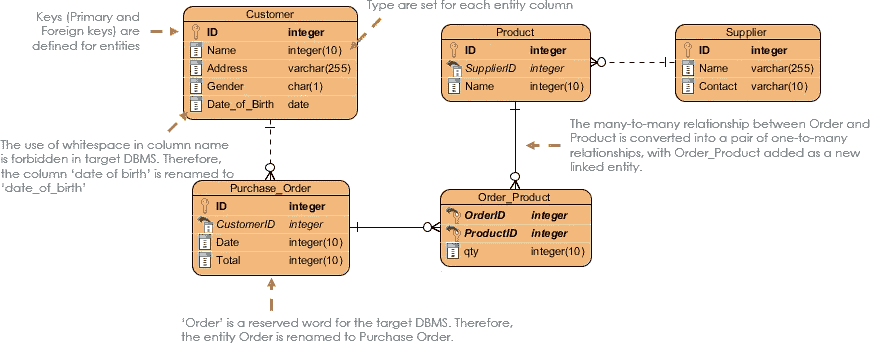 Type are set for each entity column
Keys (Primary and
Foreign keys) are
defined for entities
Customer
ID integer
Name integer(10)
Address varchar(255)
Gender char(1)
Date_of_Birth date
Product
ID integer
SupplierID integer
Name integer(10)
Supplier
ID integer
Name varchar(255)
Contact varchar(10)
The use of whitespace in column name
is forbidden in target DBMS. Therefore,
the column ‘date of birth’ is renamed to
‘date_of_birth’
The many-to-many relationship between Order and
Product is converted into a pair of one-to-many
relationships, with Order_Product added as a new
linked entity.
Purchase_Order
ID integer
CustomerID integer
Date integer(10)
Total integer(10)
Order_Product
OrderID integer
ProductID integer
qty integer(10)
‘Order’ is a reserved word for the target DBMS. Therefore,
the entity Order is renamed to Purchase Order.